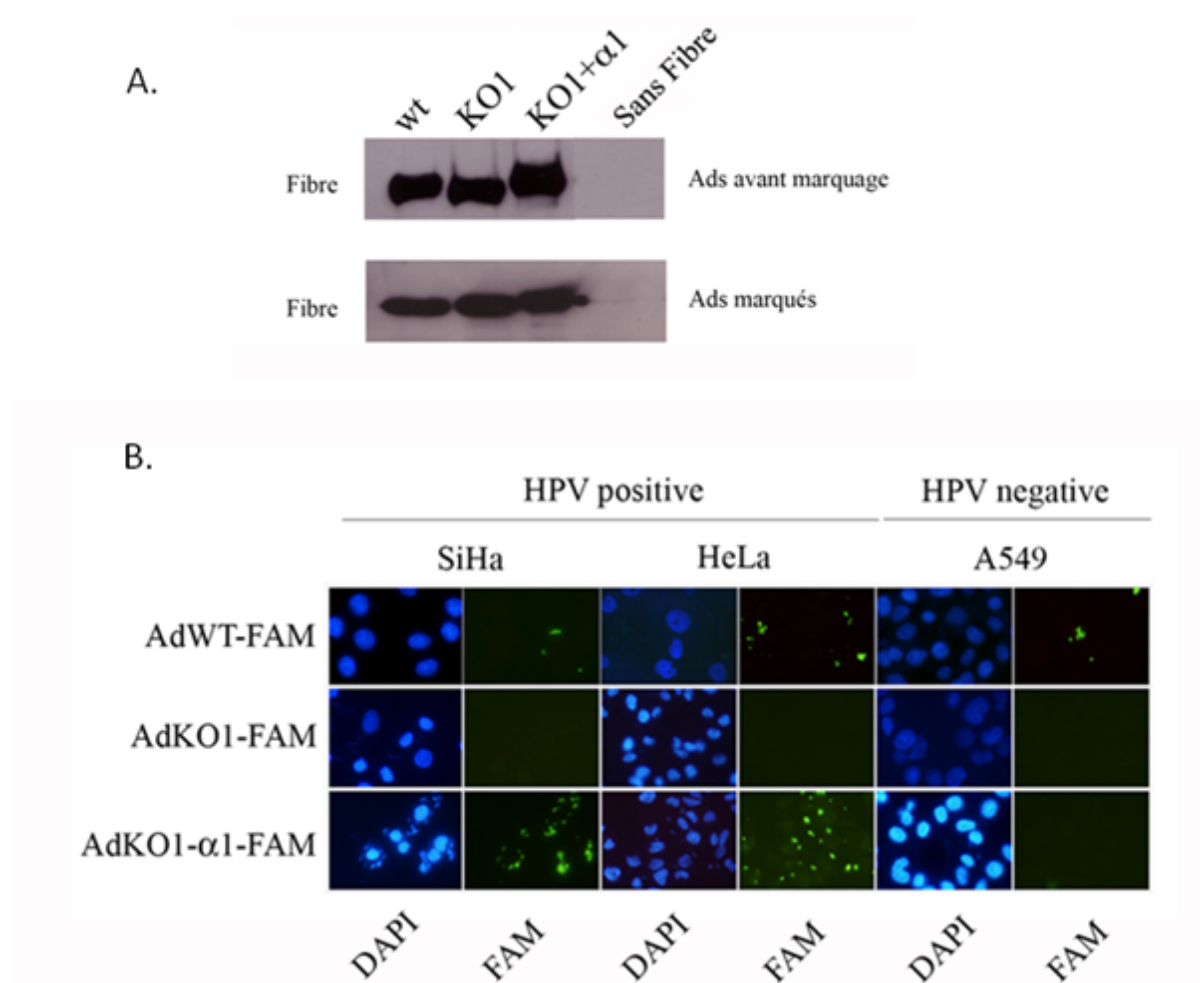 A.
wt KO1 KO1+α1 Sans Fibre
Fibre
Ads avant marquage
Fibre
Ads marqués
B.
HPV positive HPV negative
SiHa HeLa A549
AdWT-FAM
AdKO1-FAM
AdKO1-α1-FAM
DAPI FAM DAPI FAM DAPI FAM